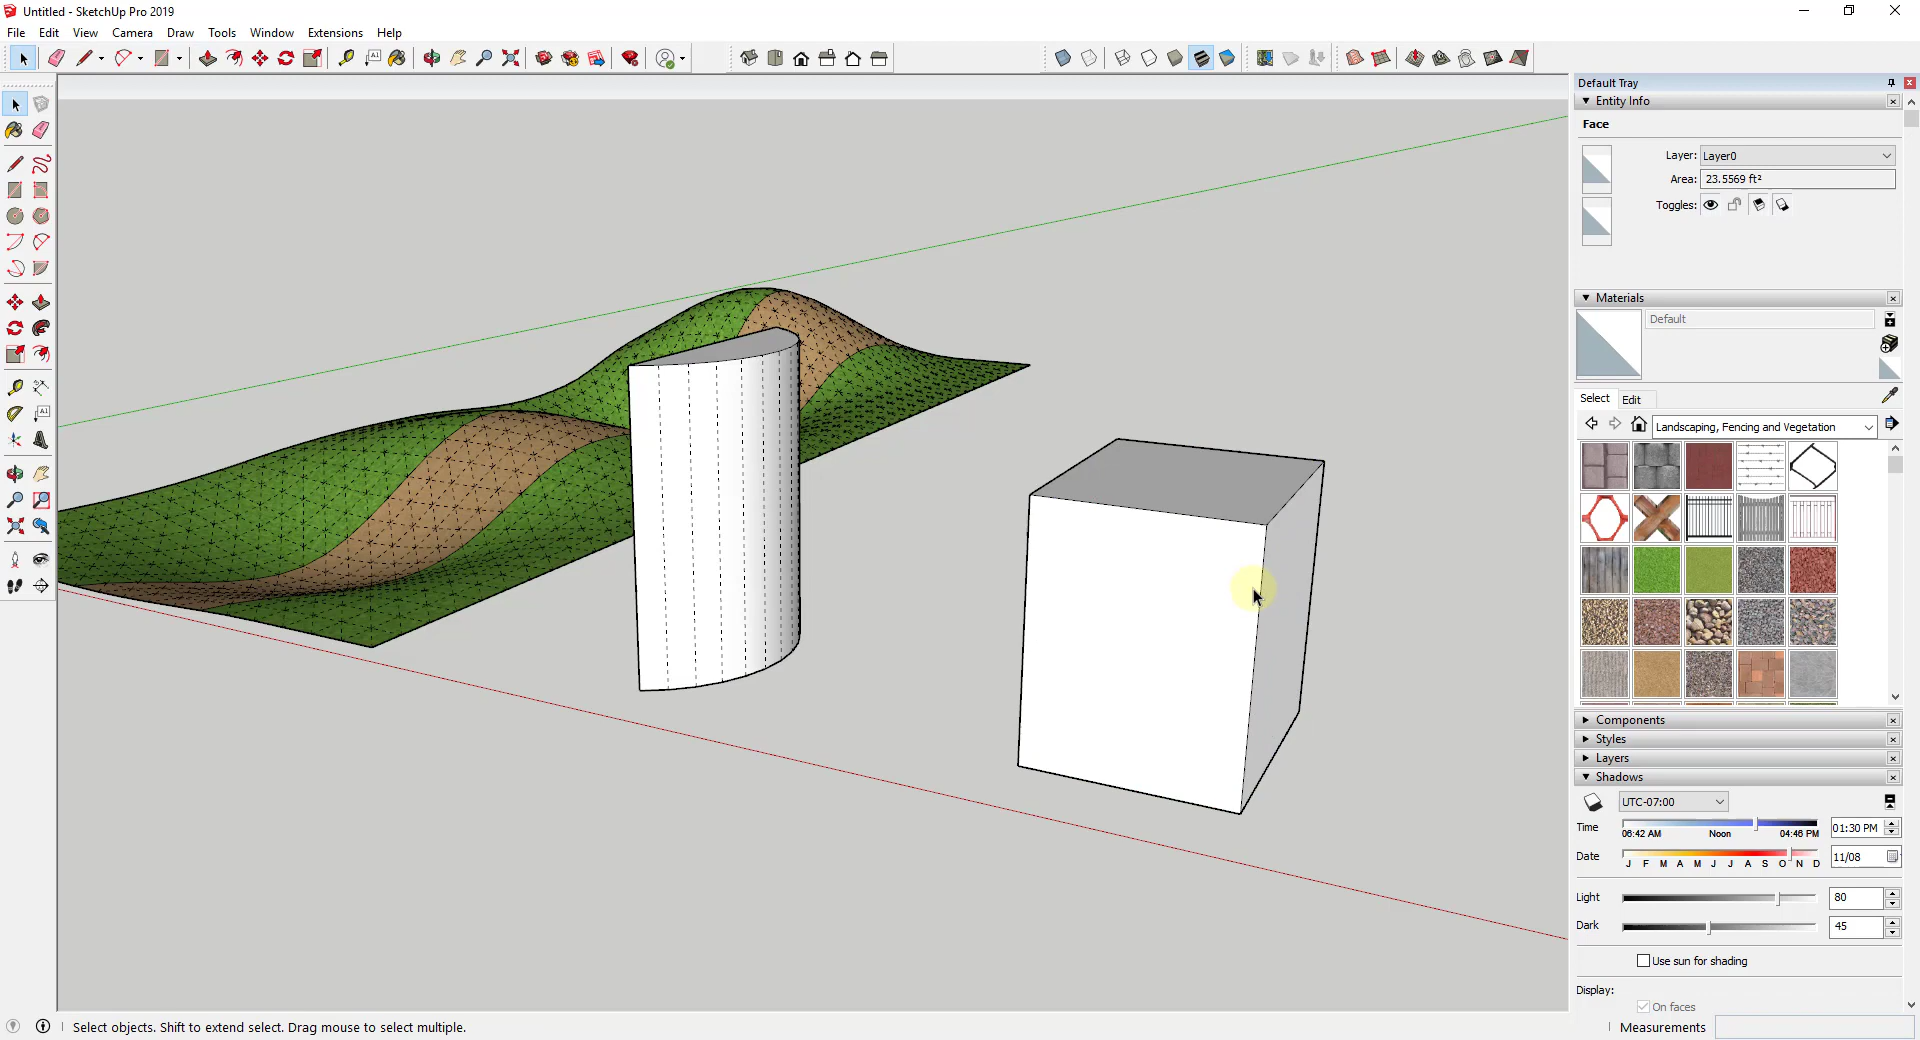 Untitled - SketchUp Pro 2019
File Edit View Camera Draw Tools Window Extensions Help
Default Tray
Entity Info
Face
Layer: Layer0
Area: 23.5569 ft²
Toggles:
Materials
Default
Select Edit
Landscaping, Fencing and Vegetation
Components
Styles
Layers
Shadows
UTC-07:00
Time 06:42 AM Noon 04:46 PM 01:30 PM
Date J F M A M J J A S O N D 11/08
Light 80
Dark 45
Use sun for shading
Display:
On faces
Select objects. Shift to extend select. Drag mouse to select multiple.
Measurements